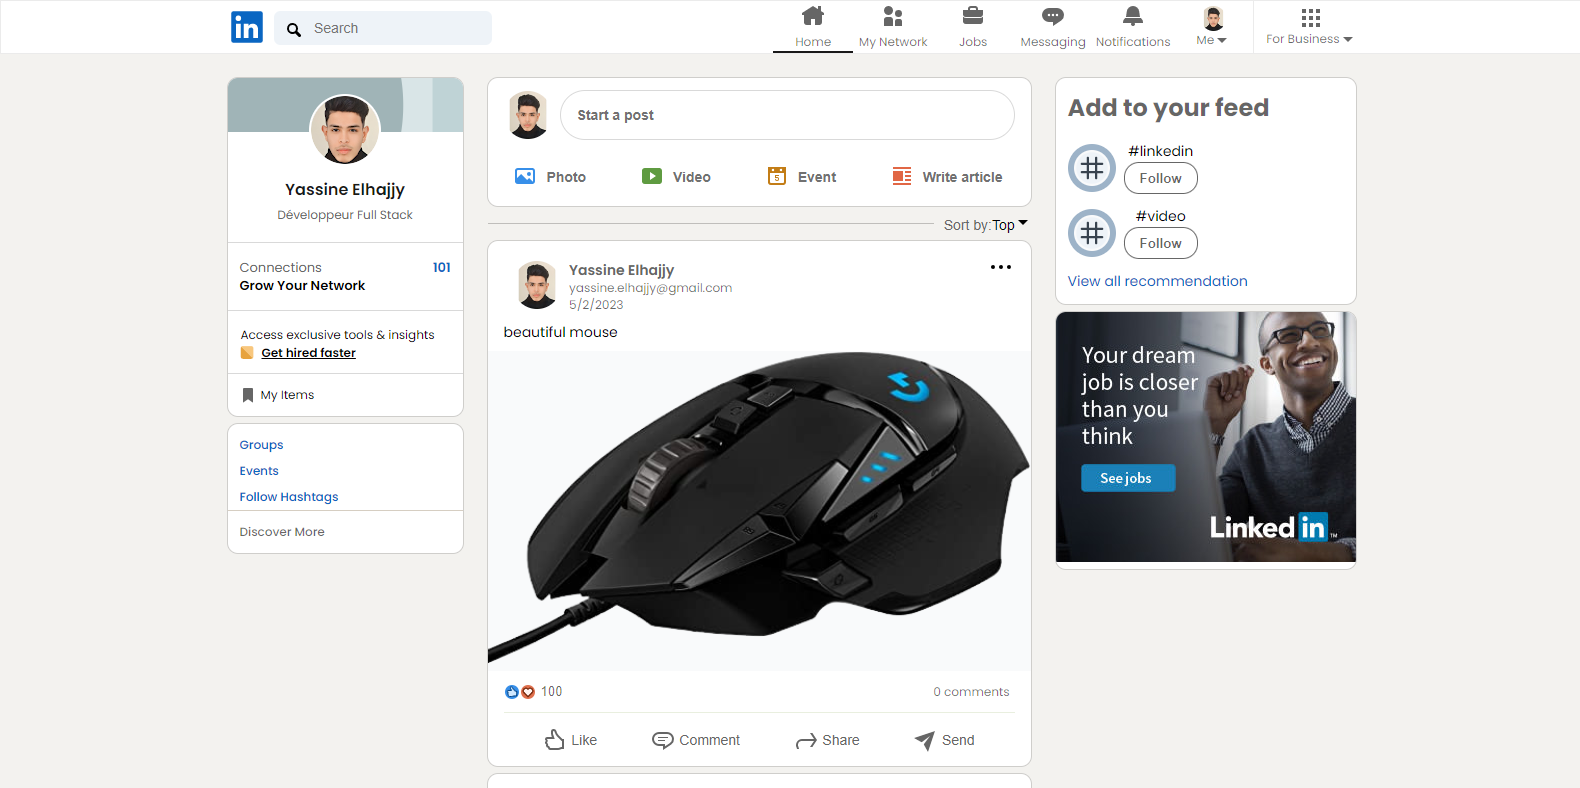 in
Search
Home
My Network
Jobs
Messaging
Notifications
Me
For Business
Yassine Elhajjy
Développeur Full Stack
Connections 101
Grow Your Network
Access exclusive tools & insights
Get hired faster
My Items
Groups
Events
Follow Hashtags
Discover More
Start a post
Photo
Video
5
Event
Write article
Sort by:Top
Yassine Elhajjy
yassine.elhajjy@gmail.com
5/2/2023
beautiful mouse
G
100
0 comments
Like
Comment
Share
Send
Add to your feed
#linkedin
Follow
#video
Follow
View all recommendation
Your dream
job is closer
than you
think
See jobs
Linked in ™